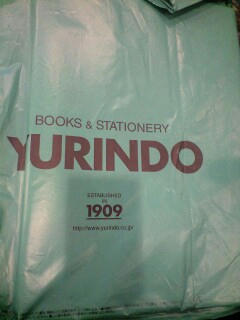 BOOKS & STATIONERY
YURINDO
ESTABLISHED
IN
1909
http://www.yurindo.co.jp/